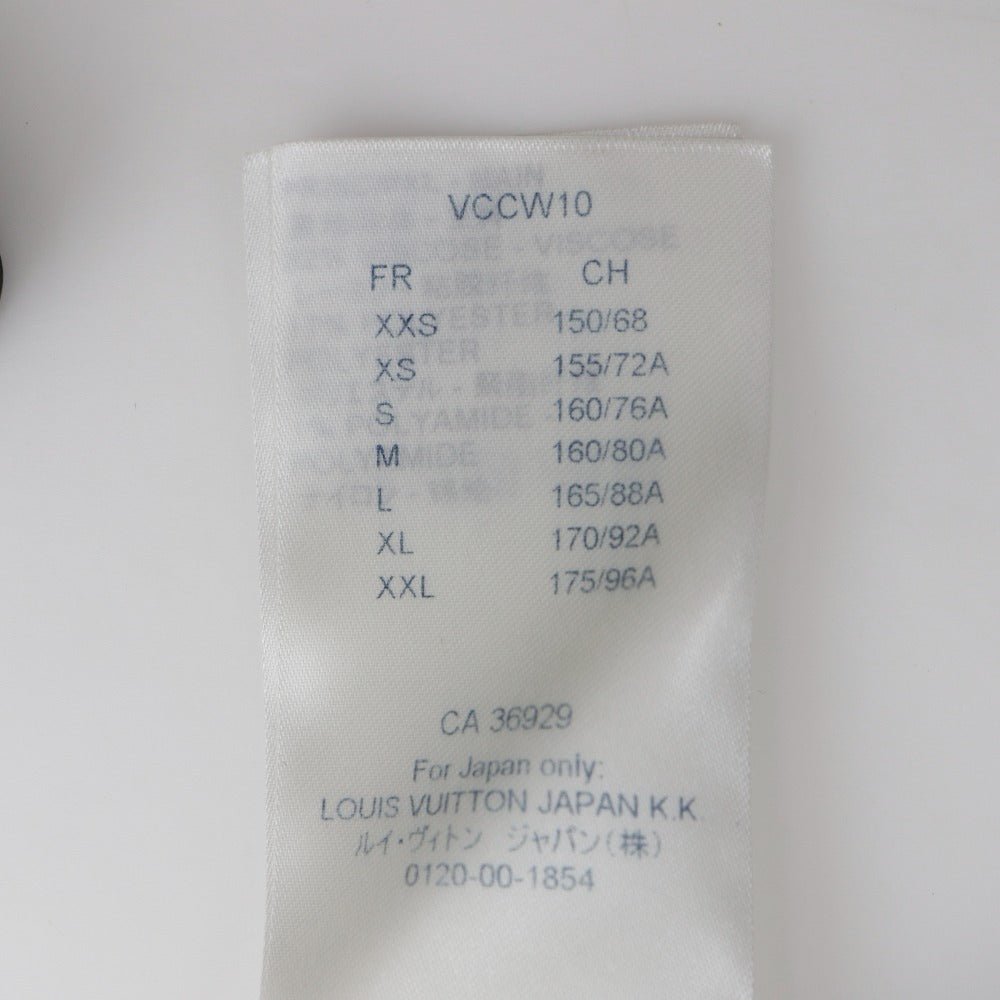 VCCW10
FR CH
XXS 150/68
XS 155/72A
S 160/76A
M 160/80A
L 165/88A
XL 170/92A
XXL 175/96A
CA 36929
For Japan only:
LOUIS VUITTON JAPAN K.K.
ルイ・ヴィトン ジャパン(株)
0120-00-1854